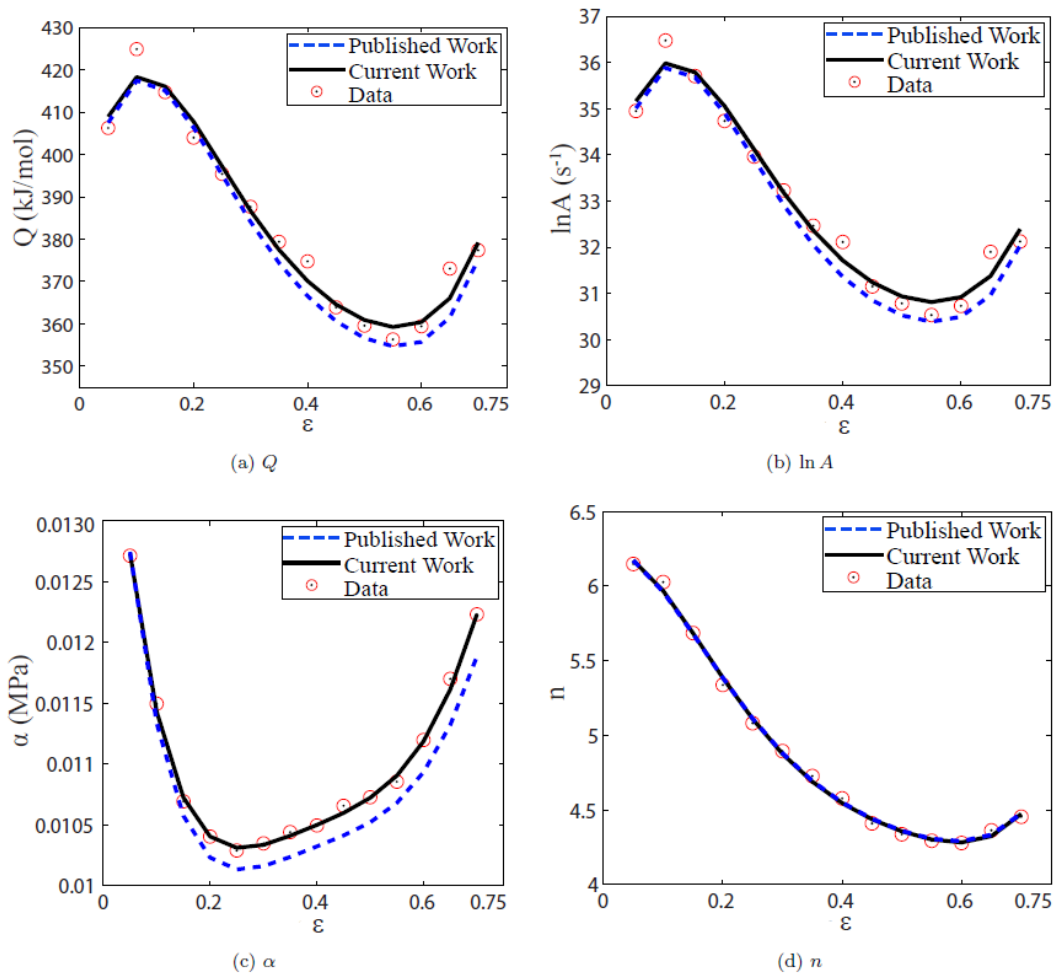 430
420
410
400
390
380
370
360
350
Q (kJ/mol)
Published Work
Current Work
Data
0 0.2 0.4 0.6 0.75
ε
(a) Q
37
36
35
34
33
32
31
30
29
lnA (s⁻¹)
Published Work
Current Work
Data
0 0.2 0.4 0.6 0.75
ε
(b) ln A
0.0130
0.0125
0.012
0.0115
0.011
0.0105
0.01
α (MPa)
Published Work
Current Work
Data
0.2 0.4 0.6 0.75
ε
(c) α
6.5
6
5.5
5
4.5
4
n
Published Work
Current Work
Data
0 0.2 0.4 0.6 0.75
ε
(d) n